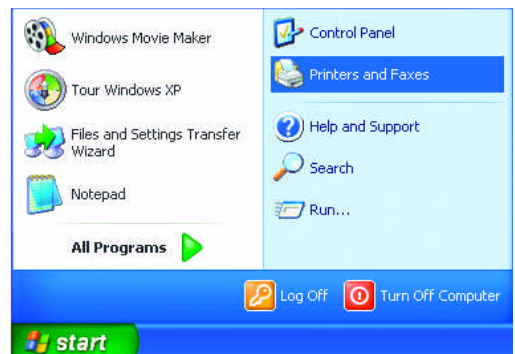 Windows Movie Maker
Tour Windows XP
Files and Settings Transfer
Wizard
Notepad
All Programs
Control Panel
Printers and Faxes
Help and Support
Search
Run...
Log Off
Turn Off Computer
start